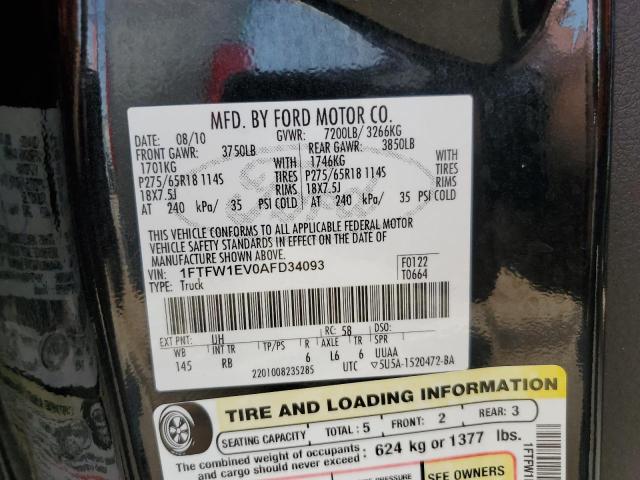 MFD. BY FORD MOTOR CO.
DATE: 08/10 GVWR: 7200LB/ 3266KG
FRONT GAWR: 3750LB REAR GAWR: 3850LB
1701KG WITH 1746KG WITH
P275/65R18 114S TIRES P275/65R18 114S TIRES
18X7.5J RIMS 18X7.5J RIMS
AT 240 kPa/ 35 PSI COLD AT 240 kPa/ 35 PSI COLD
Ford
THIS VEHICLE CONFORMS TO ALL APPLICABLE FEDERAL MOTOR
VEHICLE SAFETY STANDARDS IN EFFECT ON THE DATE OF
MANUFACTURE SHOWN ABOVE.
VIN: 1FTFW1EV0AFD34093 F0122
TYPE: Truck T0664
EXT PNT: UH RC: 58 DSO:
WB INT TR TP/PS R AXLE TR SPR
145 RB 6 L6 6 UUAA
2201008235285 UTC ▽5U5A-1520472-BA
TIRE AND LOADING INFORMATION
SEATING CAPACITY TOTAL: 5 FRONT: 2 REAR: 3
The combined weight of occupants
and cargo should never exceed: 624 kg or 1377 lbs.
SEE OWNERS
1FTFW1